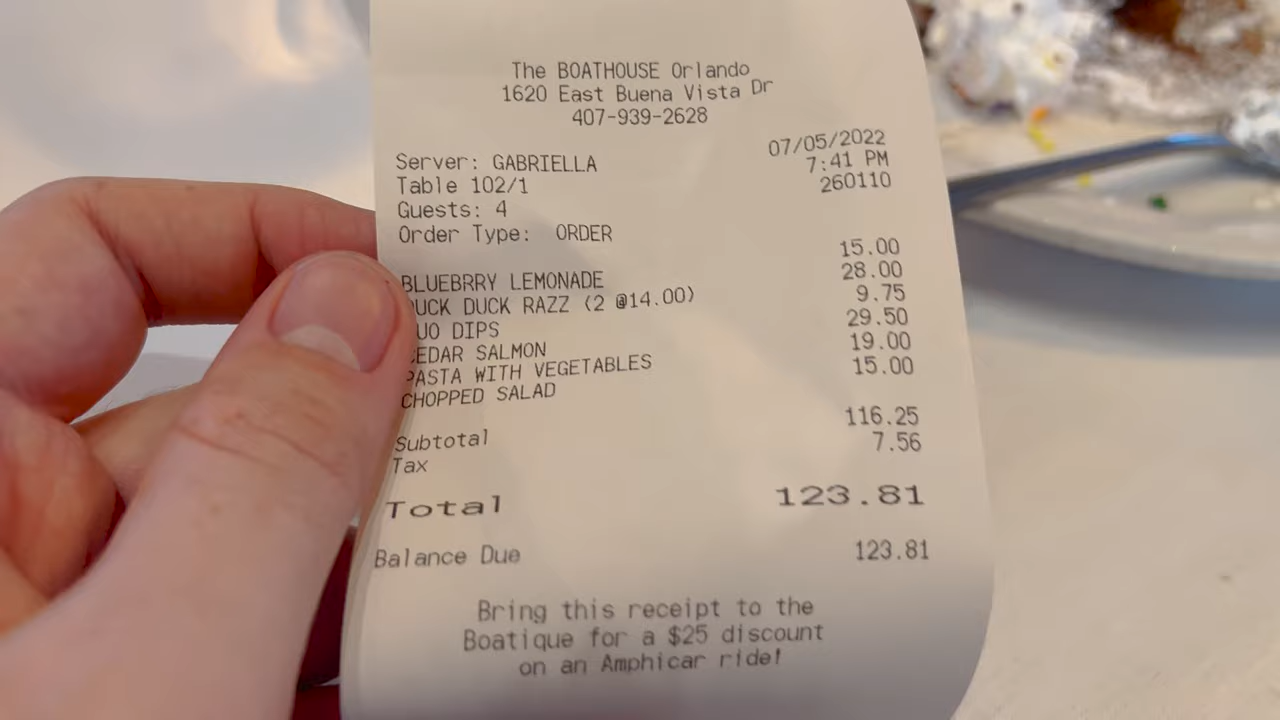 The BOATHOUSE Orlando
1620 East Buena Vista Dr
407-939-2628
07/05/2022
Server: GABRIELLA 7:41 PM
Table 102/1 260110
Guests: 4
Order Type: ORDER
BLUEBRRY LEMONADE 15.00
DUCK DUCK RAZZ (2 @14.00) 28.00
UO DIPS 9.75
CEDAR SALMON 29.50
PASTA WITH VEGETABLES 19.00
CHOPPED SALAD 15.00
Subtotal 116.25
Tax 7.56
Total 123.81
Balance Due 123.81
Bring this receipt to the
Boatique for a $25 discount
on an Amphicar ride!